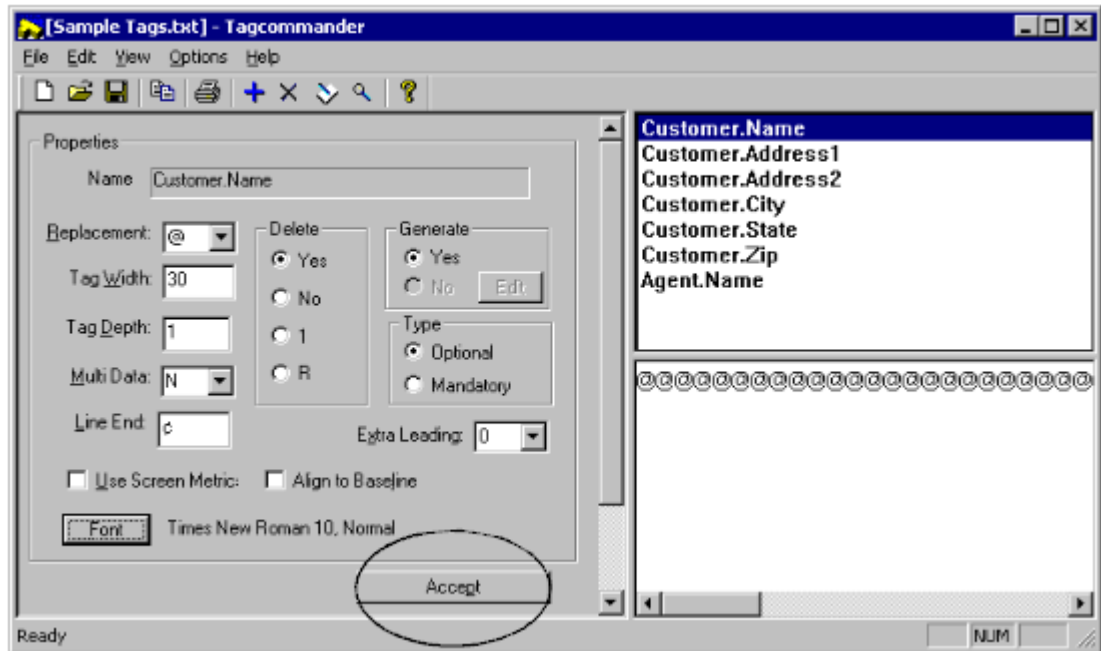 [Sample Tags.txt] - Tagcommander
File Edit View Options Help
Properties
Name Customer.Name
Replacement: @
Tag Width: 30
Tag Depth: 1
Multi Data: N
Line End: ¢
Delete
Yes
No
1
R
Generate
Yes
No Edit
Type
Optional
Mandatory
Extra Leading: 0
Use Screen Metric:
Align to Baseline
Font Times New Roman 10, Normal
Accept
Customer.Name
Customer.Address1
Customer.Address2
Customer.City
Customer.State
Customer.Zip
Agent.Name
@@@@@@@@@@@@@@@@@@@@@@@@
Ready NUM